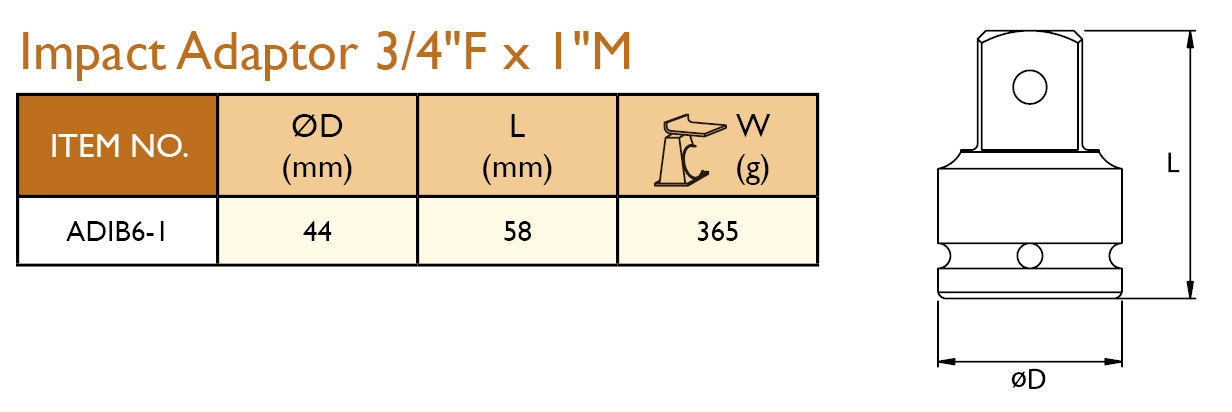 Impact Adaptor 3/4"F x 1"M
ITEM NO. ØD (mm) L (mm) W (g)
ADIB6-1 44 58 365
L
øD